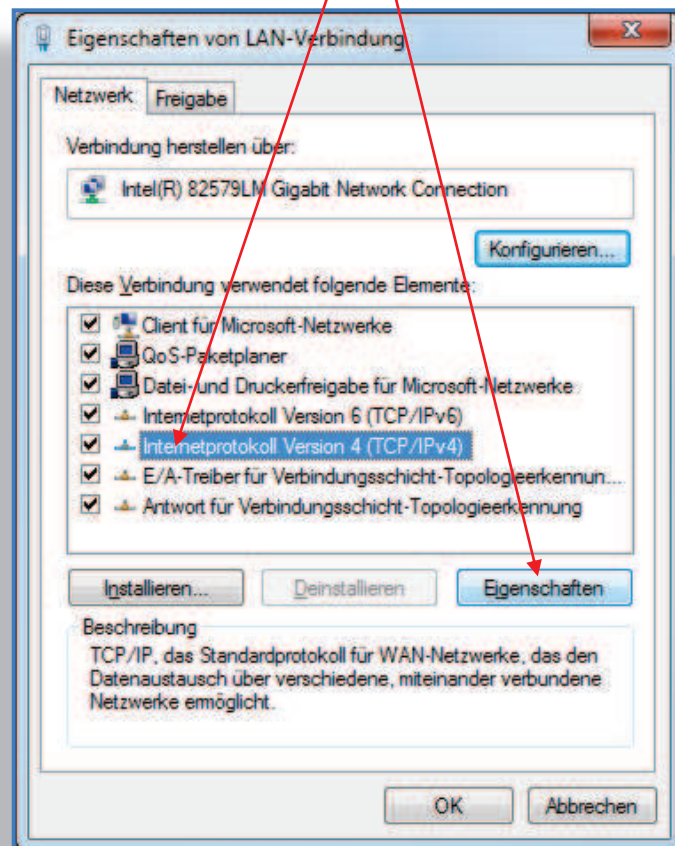 Eigenschaften von LAN-Verbindung
Netzwerk Freigabe
Verbindung herstellen über:
Intel(R) 82579LM Gigabit Network Connection
Konfigurieren...
Diese Verbindung verwendet folgende Elemente:
Client für Microsoft-Netzwerke
QoS-Paketplaner
Datei- und Druckerfreigabe für Microsoft-Netzwerke
Internetprotokoll Version 6 (TCP/IPv6)
Internetprotokoll Version 4 (TCP/IPv4)
E/A-Treiber für Verbindungsschicht-Topologieerkennun...
Antwort für Verbindungsschicht-Topologieerkennung
Installieren... Deinstallieren Eigenschaften
Beschreibung
TCP/IP, das Standardprotokoll für WAN-Netzwerke, das den
Datenaustausch über verschiedene, miteinander verbundene
Netzwerke ermöglicht.
OK Abbrechen